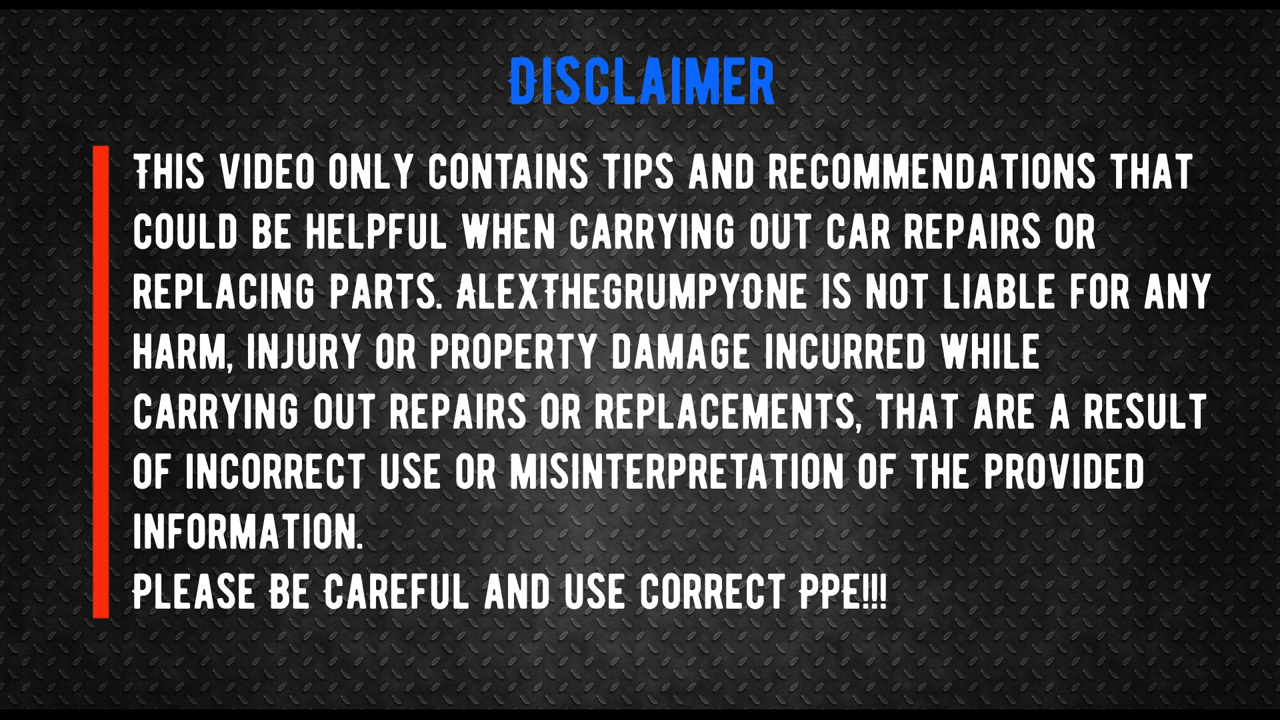 DISCLAIMER
THIS VIDEO ONLY CONTAINS TIPS AND RECOMMENDATIONS THAT
COULD BE HELPFUL WHEN CARRYING OUT CAR REPAIRS OR
REPLACING PARTS. ALEXTHEGRUMPYONE IS NOT LIABLE FOR ANY
HARM, INJURY OR PROPERTY DAMAGE INCURRED WHILE
CARRYING OUT REPAIRS OR REPLACEMENTS, THAT ARE A RESULT
OF INCORRECT USE OR MISINTERPRETATION OF THE PROVIDED
INFORMATION.
PLEASE BE CAREFUL AND USE CORRECT PPE!!!